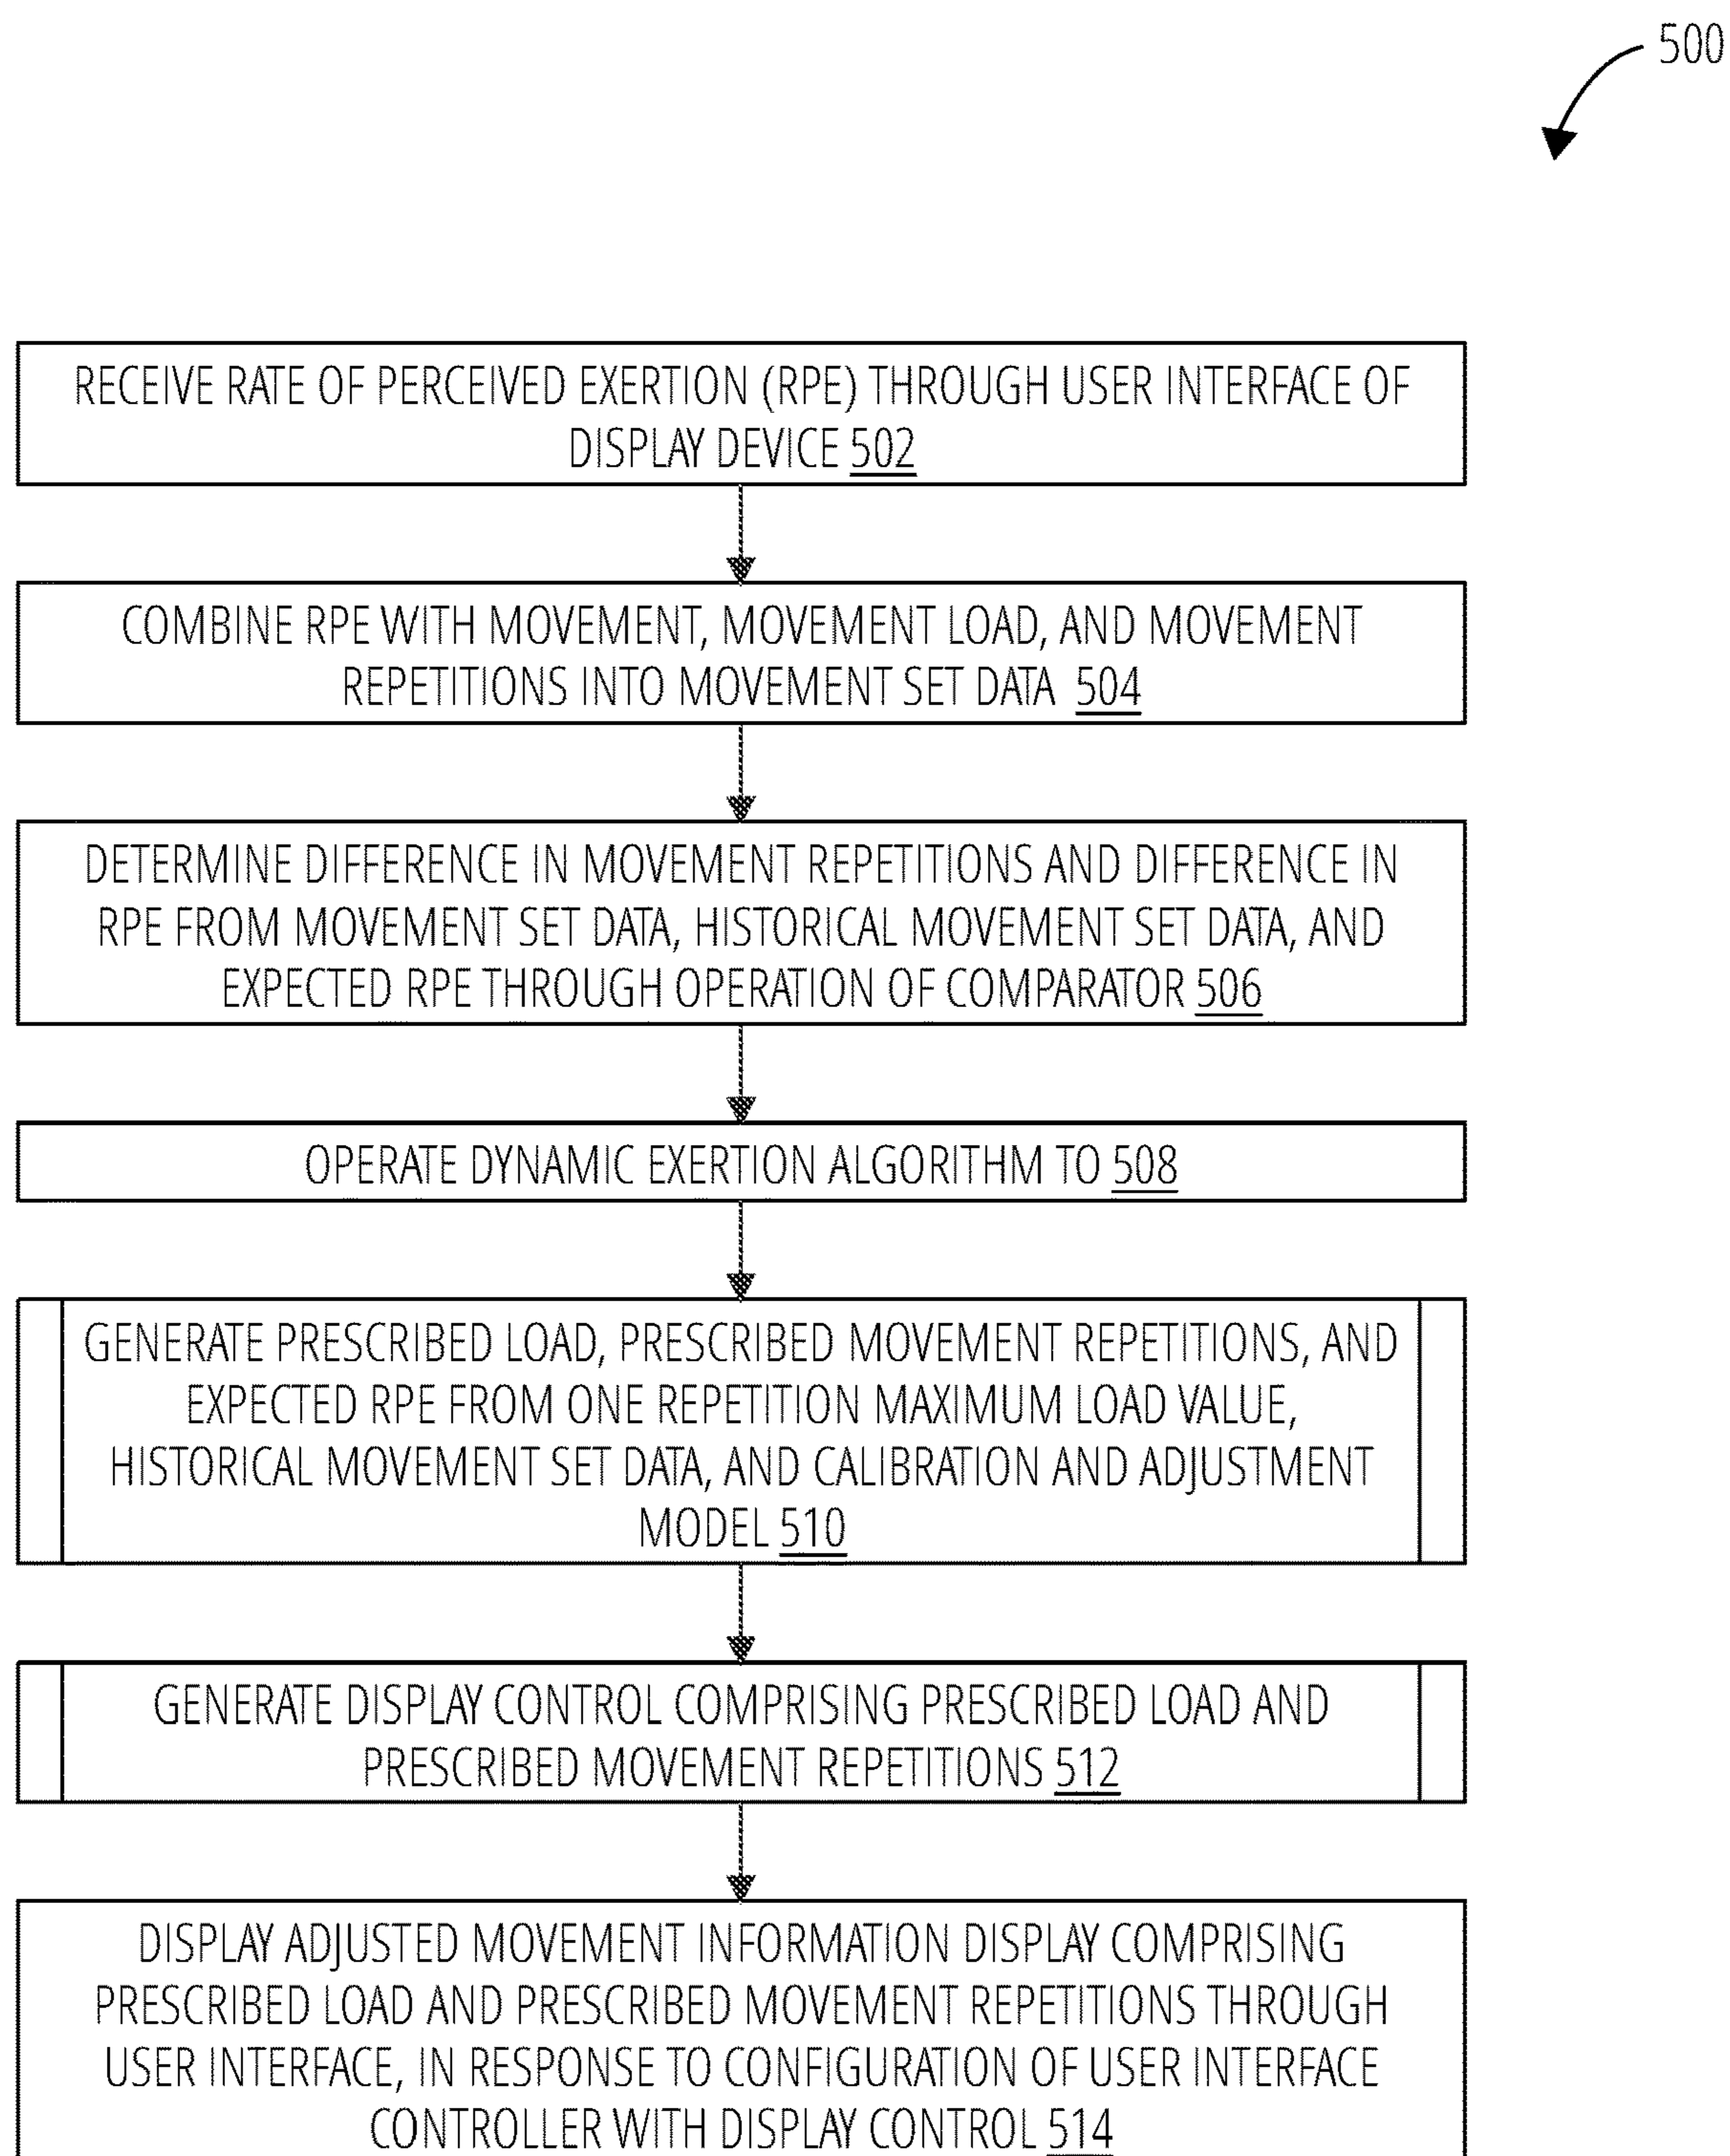 500
RECEIVE RATE OF PERCEIVED EXERTION (RPE) THROUGH USER INTERFACE OF
DISPLAY DEVICE 502
COMBINE RPE WITH MOVEMENT, MOVEMENT LOAD, AND MOVEMENT
REPETITIONS INTO MOVEMENT SET DATA 504
DETERMINE DIFFERENCE IN MOVEMENT REPETITIONS AND DIFFERENCE IN
RPE FROM MOVEMENT SET DATA, HISTORICAL MOVEMENT SET DATA, AND
EXPECTED RPE THROUGH OPERATION OF COMPARATOR 506
OPERATE DYNAMIC EXERTION ALGORITHM TO 508
GENERATE PRESCRIBED LOAD, PRESCRIBED MOVEMENT REPETITIONS, AND
EXPECTED RPE FROM ONE REPETITION MAXIMUM LOAD VALUE,
HISTORICAL MOVEMENT SET DATA, AND CALIBRATION AND ADJUSTMENT
MODEL 510
GENERATE DISPLAY CONTROL COMPRISING PRESCRIBED LOAD AND
PRESCRIBED MOVEMENT REPETITIONS 512
DISPLAY ADJUSTED MOVEMENT INFORMATION DISPLAY COMPRISING
PRESCRIBED LOAD AND PRESCRIBED MOVEMENT REPETITIONS THROUGH
USER INTERFACE, IN RESPONSE TO CONFIGURATION OF USER INTERFACE
CONTROLLER WITH DISPLAY CONTROL 514